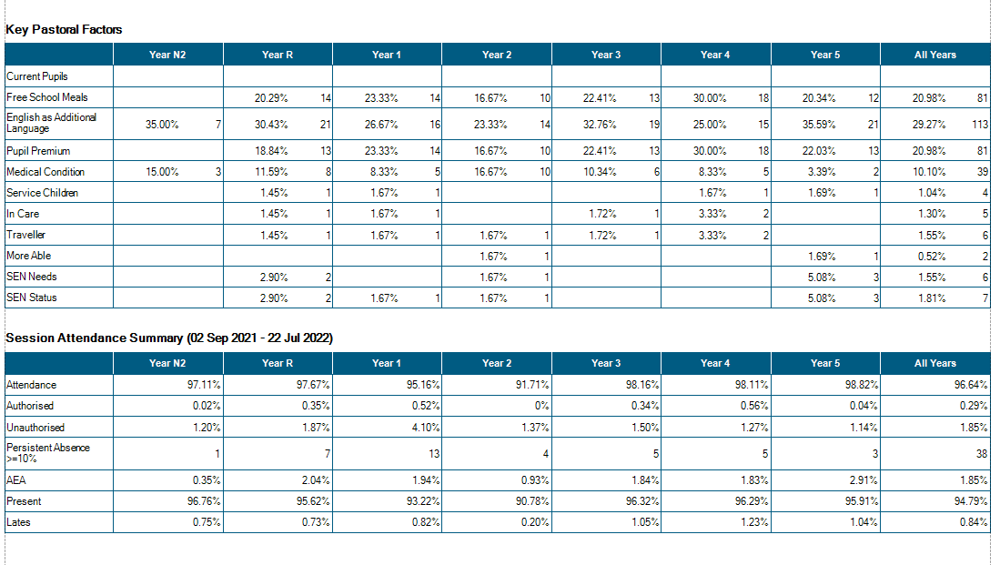 Key Pastoral Factors
Year N2 Year R Year 1 Year 2 Year 3 Year 4 Year 5 All Years
Current Pupils
Free School Meals 20.29% 14 23.33% 14 16.67% 10 22.41% 13 30.00% 18 20.34% 12 20.98% 81
English as Additional
Language 35.00% 7 30.43% 21 26.67% 16 23.33% 14 32.76% 19 25.00% 15 35.59% 21 29.27% 113
Pupil Premium 18.84% 13 23.33% 14 16.67% 10 22.41% 13 30.00% 18 22.03% 13 20.98% 81
Medical Condition 15.00% 3 11.59% 8 8.33% 5 16.67% 10 10.34% 6 8.33% 5 3.39% 2 10.10% 39
Service Children 1.45% 1 1.67% 1 1.67% 1 1.69% 1 1.04% 4
In Care 1.45% 1 1.67% 1 1.72% 1 3.33% 2 1.30% 5
Traveller 1.45% 1 1.67% 1 1.67% 1 1.72% 1 3.33% 2 1.55% 6
More Able 1.67% 1 1.69% 1 0.52% 2
SEN Needs 2.90% 2 1.67% 1 5.08% 3 1.55% 6
SEN Status 2.90% 2 1.67% 1 1.67% 1 5.08% 3 1.81% 7
Session Attendance Summary (02 Sep 2021 - 22 Jul 2022)
Year N2 Year R Year 1 Year 2 Year 3 Year 4 Year 5 All Years
Attendance 97.11% 97.67% 95.16% 91.71% 98.16% 98.11% 98.82% 96.64%
Authorised 0.02% 0.35% 0.52% 0% 0.34% 0.56% 0.04% 0.29%
Unauthorised 1.20% 1.87% 4.10% 1.37% 1.50% 1.27% 1.14% 1.85%
Persistent Absence
>=10% 1 7 13 4 5 5 3 38
AEA 0.35% 2.04% 1.94% 0.93% 1.84% 1.83% 2.91% 1.85%
Present 96.76% 95.62% 93.22% 90.78% 96.32% 96.29% 95.91% 94.79%
Lates 0.75% 0.73% 0.82% 0.20% 1.05% 1.23% 1.04% 0.84%